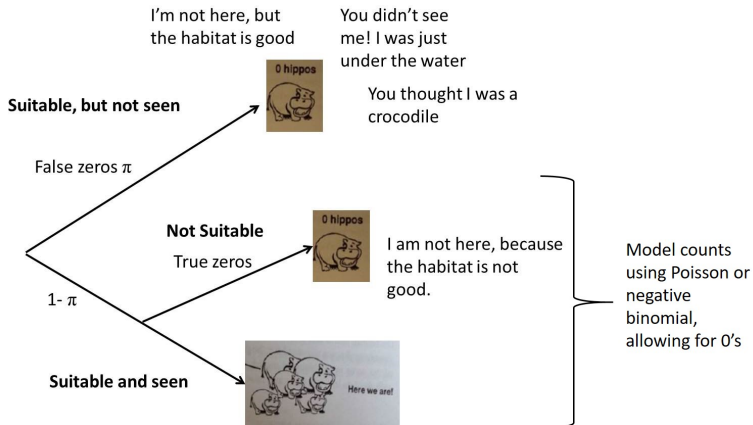 I'm not here, but
the habitat is good
You didn't see
me! I was just
under the water
0 hippos
You thought I was a
crocodile
Suitable, but not seen
False zeros π
Not Suitable
True zeros
0 hippos
I am not here, because
the habitat is not
good.
1- π
Suitable and seen
Here we are!
Model counts
using Poisson or
negative
binomial,
allowing for 0's